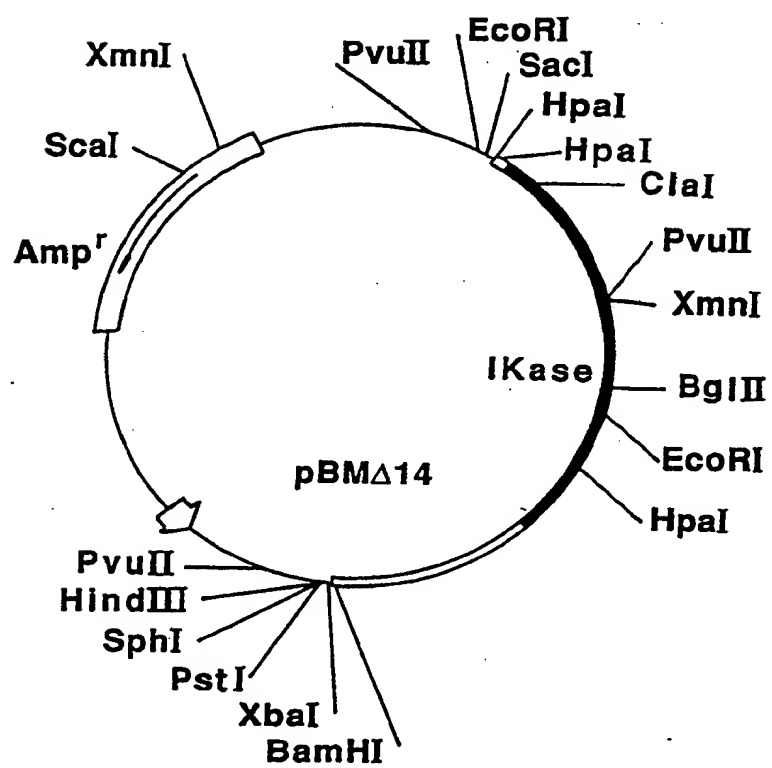 XmnI
PvuII
EcoRI
SacI
HpaI
HpaI
ScaI
ClaI
Ampʳ
PvuII
XmnI
IKase
BglII
EcoRI
pBMΔ14
HpaI
PvuII
HindIII
SphI
PstI
XbaI
BamHI